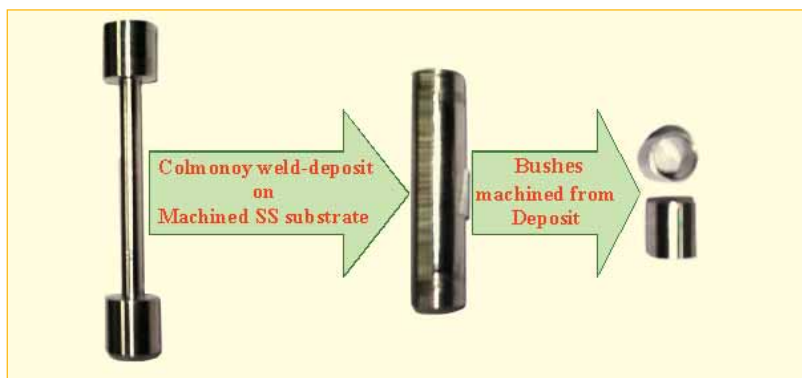 Colmonoy weld-deposit
on
Machined SS substrate
Bushes
machined from
Deposit